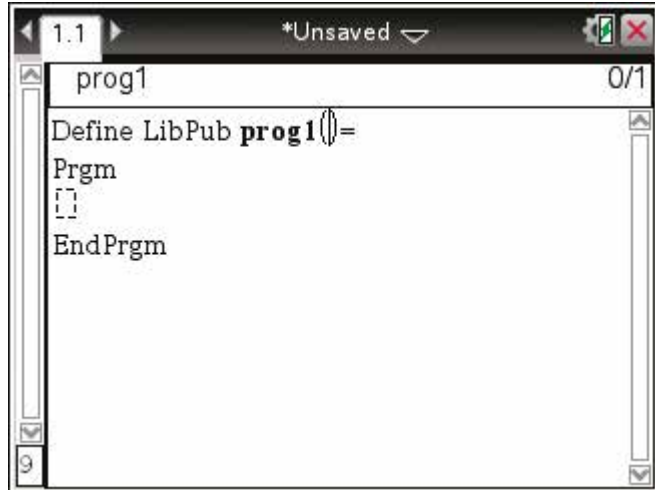 1.1 *Unsaved
prog1 0/1
Define LibPub prog1()=
Prgm
EndPrgm
9